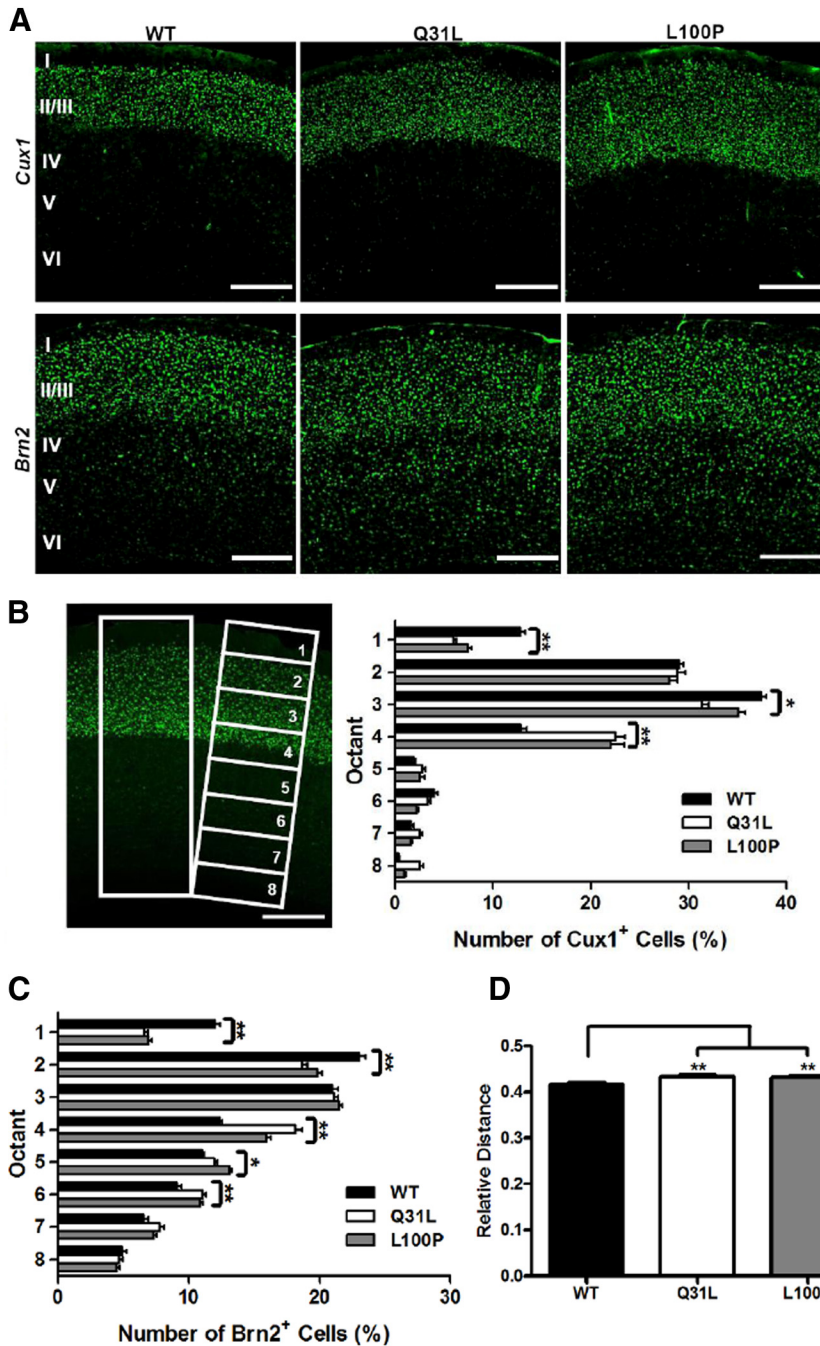 A
WT Q31L L100P
Cux1
I
II/III
IV
V
VI
Brn2
I
II/III
IV
V
VI
B
1
2
3
4
5
6
7
8
Octant
1
2
3
4
5
6
7
8
**
*
**
WT
Q31L
L100P
0 10 20 30 40
Number of Cux1+ Cells (%)
C
Octant
1
2
3
4
5
6
7
8
**
**
**
*
**
WT
Q31L
L100P
0 10 20 30
Number of Brn2+ Cells (%)
D
Relative Distance
0.5
0.4
0.3
0.2
0.1
0.0
** **
WT Q31L L100